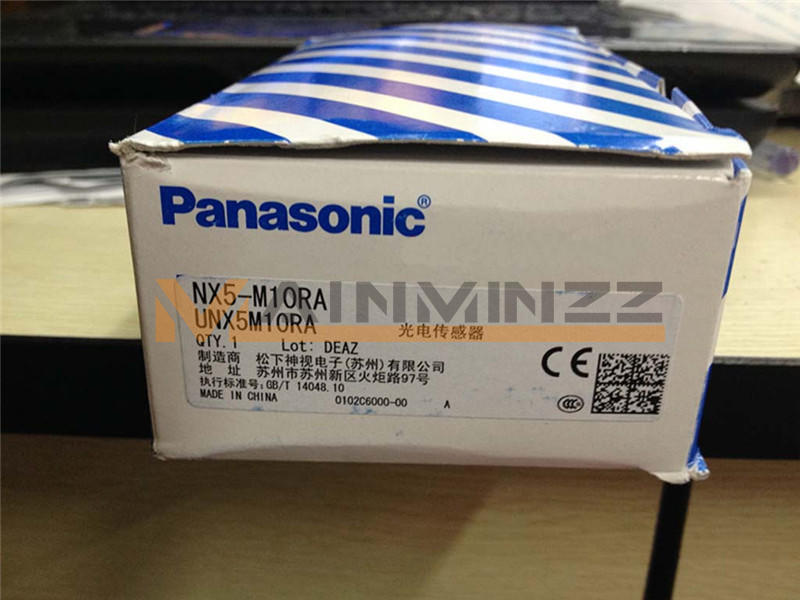 Panasonic®
AINMINZZ
NX5-M10RA
UNX5M10RA
光电传感器
QTY.1 Lot: DEAZ
制造商 松下神视电子(苏州)有限公司
地 址 苏州市苏州新区火炬路97号
执行标准号:GB/T 14048.10
MADE IN CHINA 0102C6000-00 A
CE
CCC